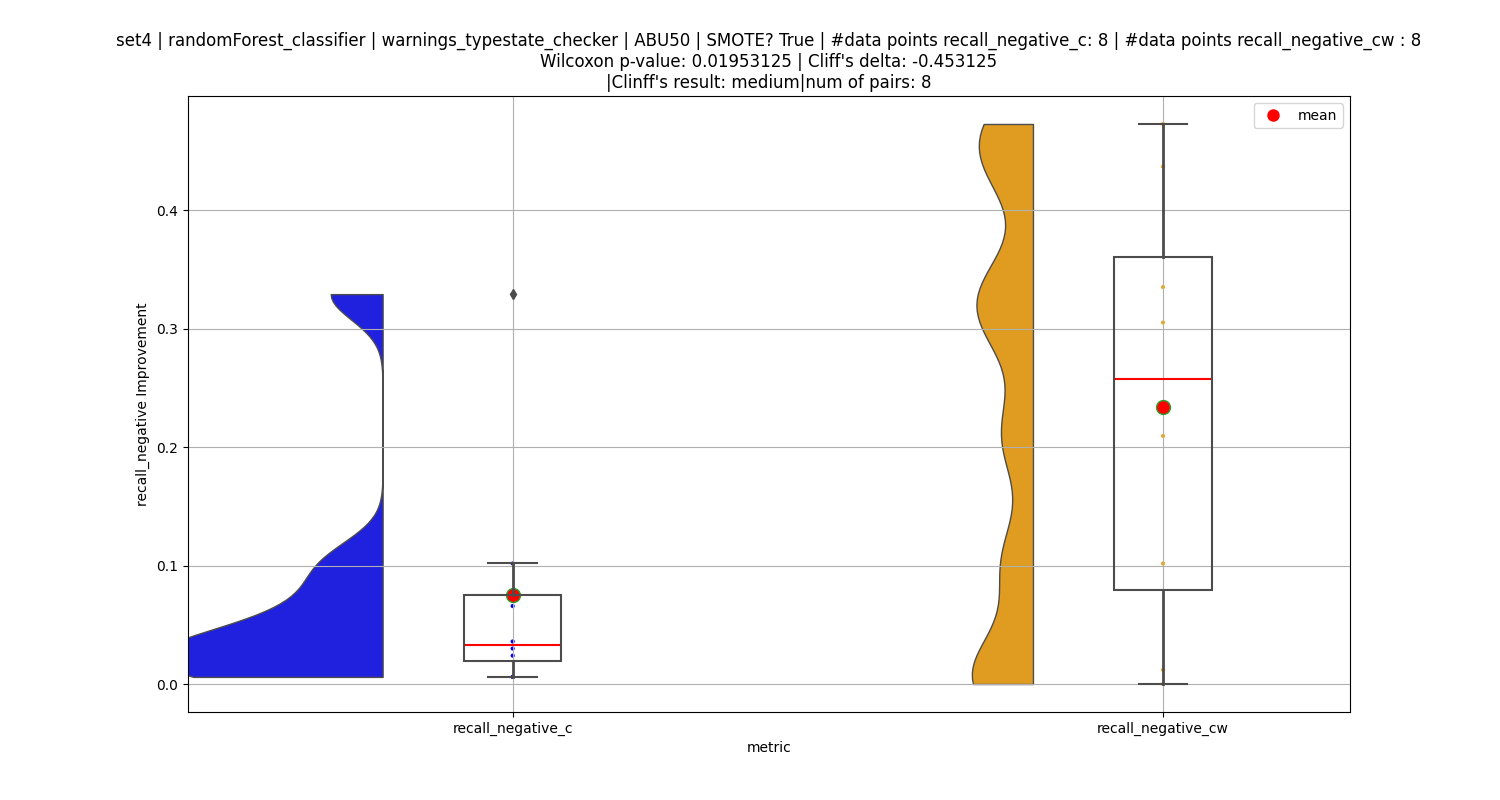 set4 | randomForest_classifier | warnings_typestate_checker | ABU50 | SMOTE? True | #data points recall_negative_c: 8 | #data points recall_negative_cw : 8
Wilcoxon p-value: 0.01953125 | Cliff's delta: -0.453125
|Clinff's result: medium|num of pairs: 8
mean
recall_negative Improvement
0.4
0.3
0.2
0.1
0.0
recall_negative_c
recall_negative_cw
metric